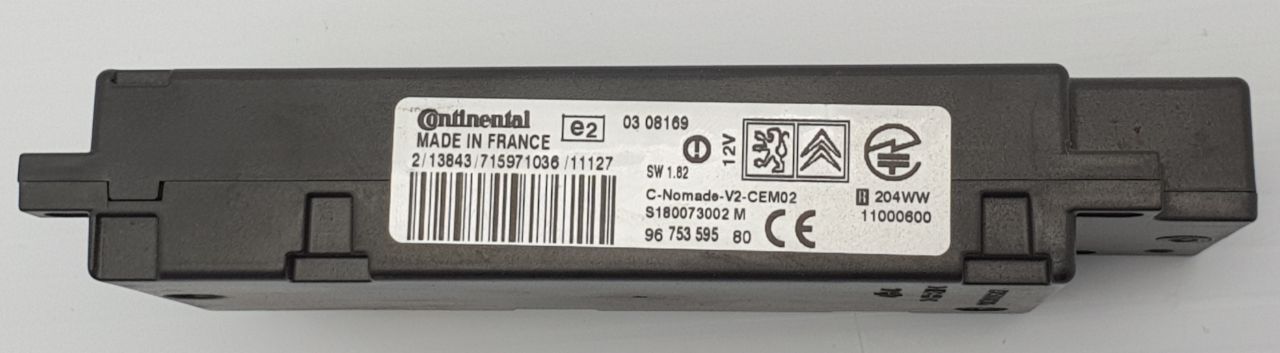 Continental
MADE IN FRANCE
e2
03 08169
2/13843/715971036/11127
SW 1.82
12V
C-Nomade-V2-CEM02
S180073002 M
96 753 595 80
CE
R 204WW
11000600